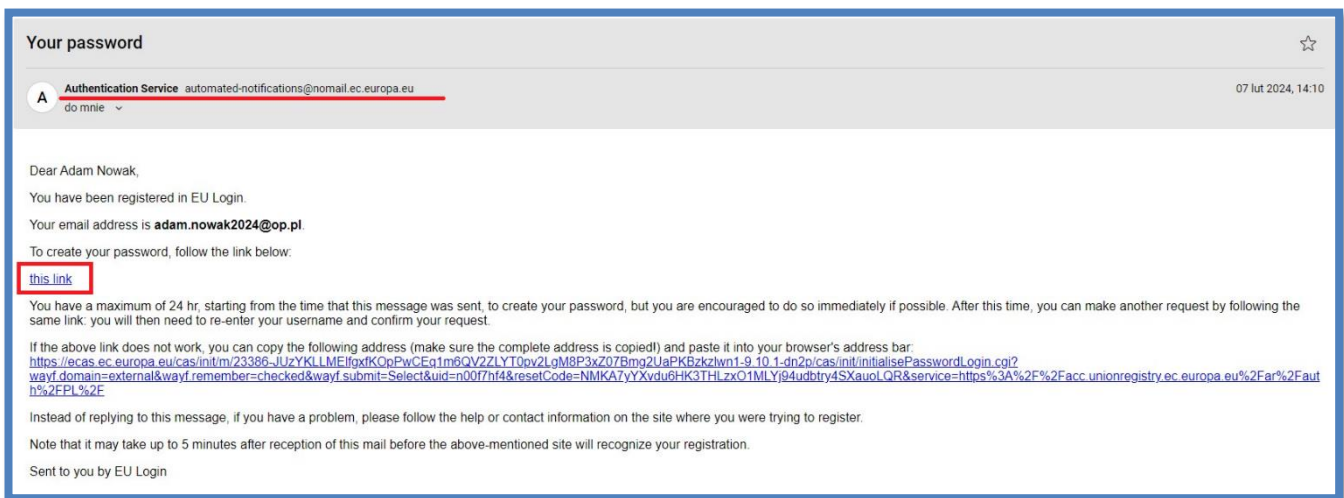 Your password
A
Authentication Service automated-notifications@nomail.ec.europa.eu
07 lut 2024, 14:10
do mnie
Dear Adam Nowak,
You have been registered in EU Login.
Your email address is adam.nowak2024@op.pl.
To create your password, follow the link below:
this link
You have a maximum of 24 hr, starting from the time that this message was sent, to create your password, but you are encouraged to do so immediately if possible. After this time, you can make another request by following the
same link: you will then need to re-enter your username and confirm your request.
If the above link does not work, you can copy the following address (make sure the complete address is copied!) and paste it into your browser's address bar:
https://ecas.ec.europa.eu/cas/init/m/23386-JUzYKLLMElfgxfKOpPwCEq1m6QV2ZLYT0pv2LgM8P3xZ07Bmg2UaPKBzkzlwn1-9.10.1-dn2p/cas/init/initialisePasswordLogin.cgi?
wayf.domain=external&wayf.remember=checked&wayf.submit=Select&uid=n00f7hf4&resetCode=NMKA7yYXvdu6HK3THLzxO1MLYj94udbtry4SXauoLQR&service=https%3A%2F%2Facc.unionregistry.ec.europa.eu%2Far%2Faut
h%2FPL%2F
Instead of replying to this message, if you have a problem, please follow the help or contact information on the site where you were trying to register.
Note that it may take up to 5 minutes after reception of this mail before the above-mentioned site will recognize your registration.
Sent to you by EU Login